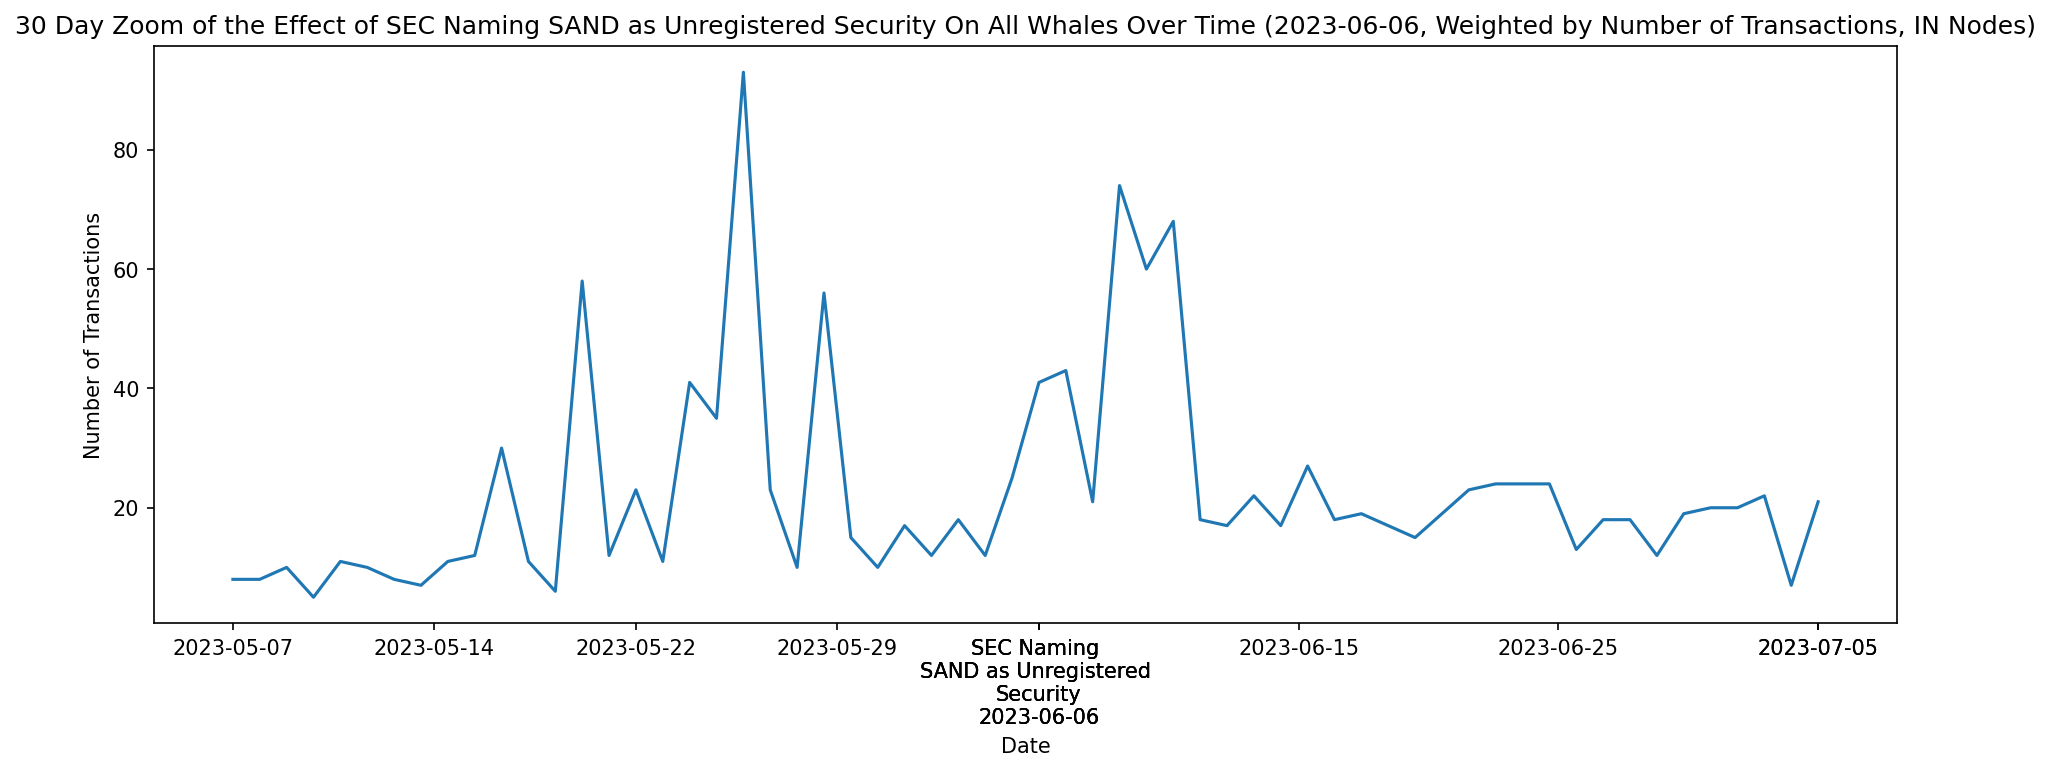 30 Day Zoom of the Effect of SEC Naming SAND as Unregistered Security On All Whales Over Time (2023-06-06, Weighted by Number of Transactions, IN Nodes)
Number of Transactions
80
60
40
20
2023-05-07 2023-05-14 2023-05-22 2023-05-29 SEC Naming 2023-06-15 2023-06-25 2023-07-05
SAND as Unregistered
Security
2023-06-06
Date